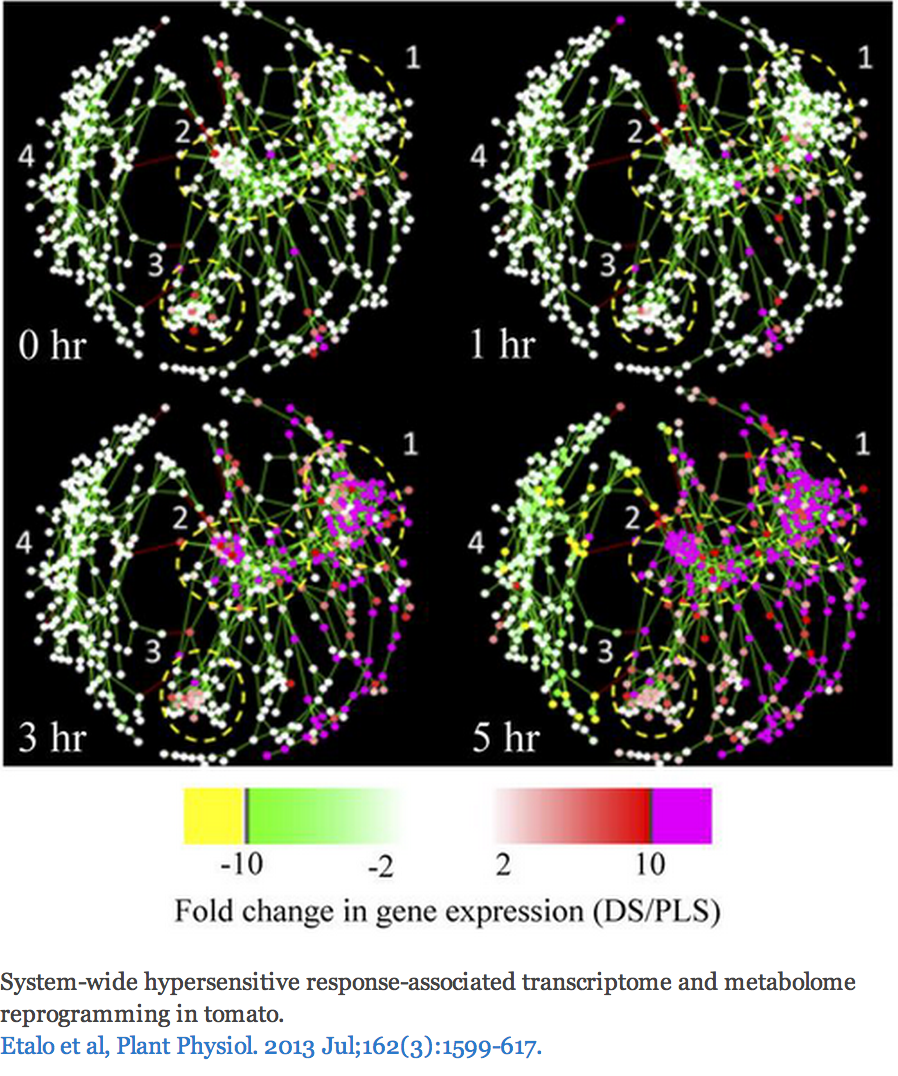 1
2
4
3
0 hr
1
2
4
3
1 hr
1
2
4
3
3 hr
1
2
4
3
5 hr
-10
-2
2
10
Fold change in gene expression (DS/PLS)
System-wide hypersensitive response-associated transcriptome and metabolome
reprogramming in tomato.
Etalo et al, Plant Physiol. 2013 Jul;162(3):1599-617.